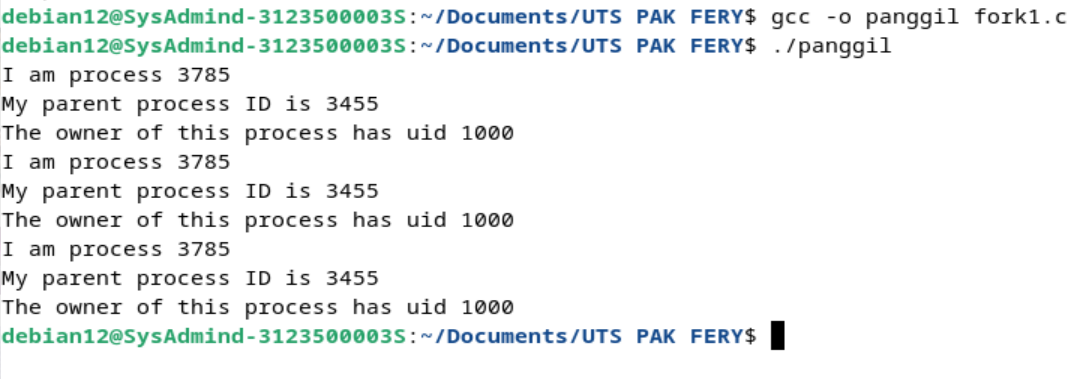 debian12@SysAdmind-3123500003S:~/Documents/UTS PAK FERY$ gcc -o panggil fork1.c
debian12@SysAdmind-3123500003S:~/Documents/UTS PAK FERY$ ./panggil
I am process 3785
My parent process ID is 3455
The owner of this process has uid 1000
I am process 3785
My parent process ID is 3455
The owner of this process has uid 1000
I am process 3785
My parent process ID is 3455
The owner of this process has uid 1000
debian12@SysAdmind-3123500003S:~/Documents/UTS PAK FERY$